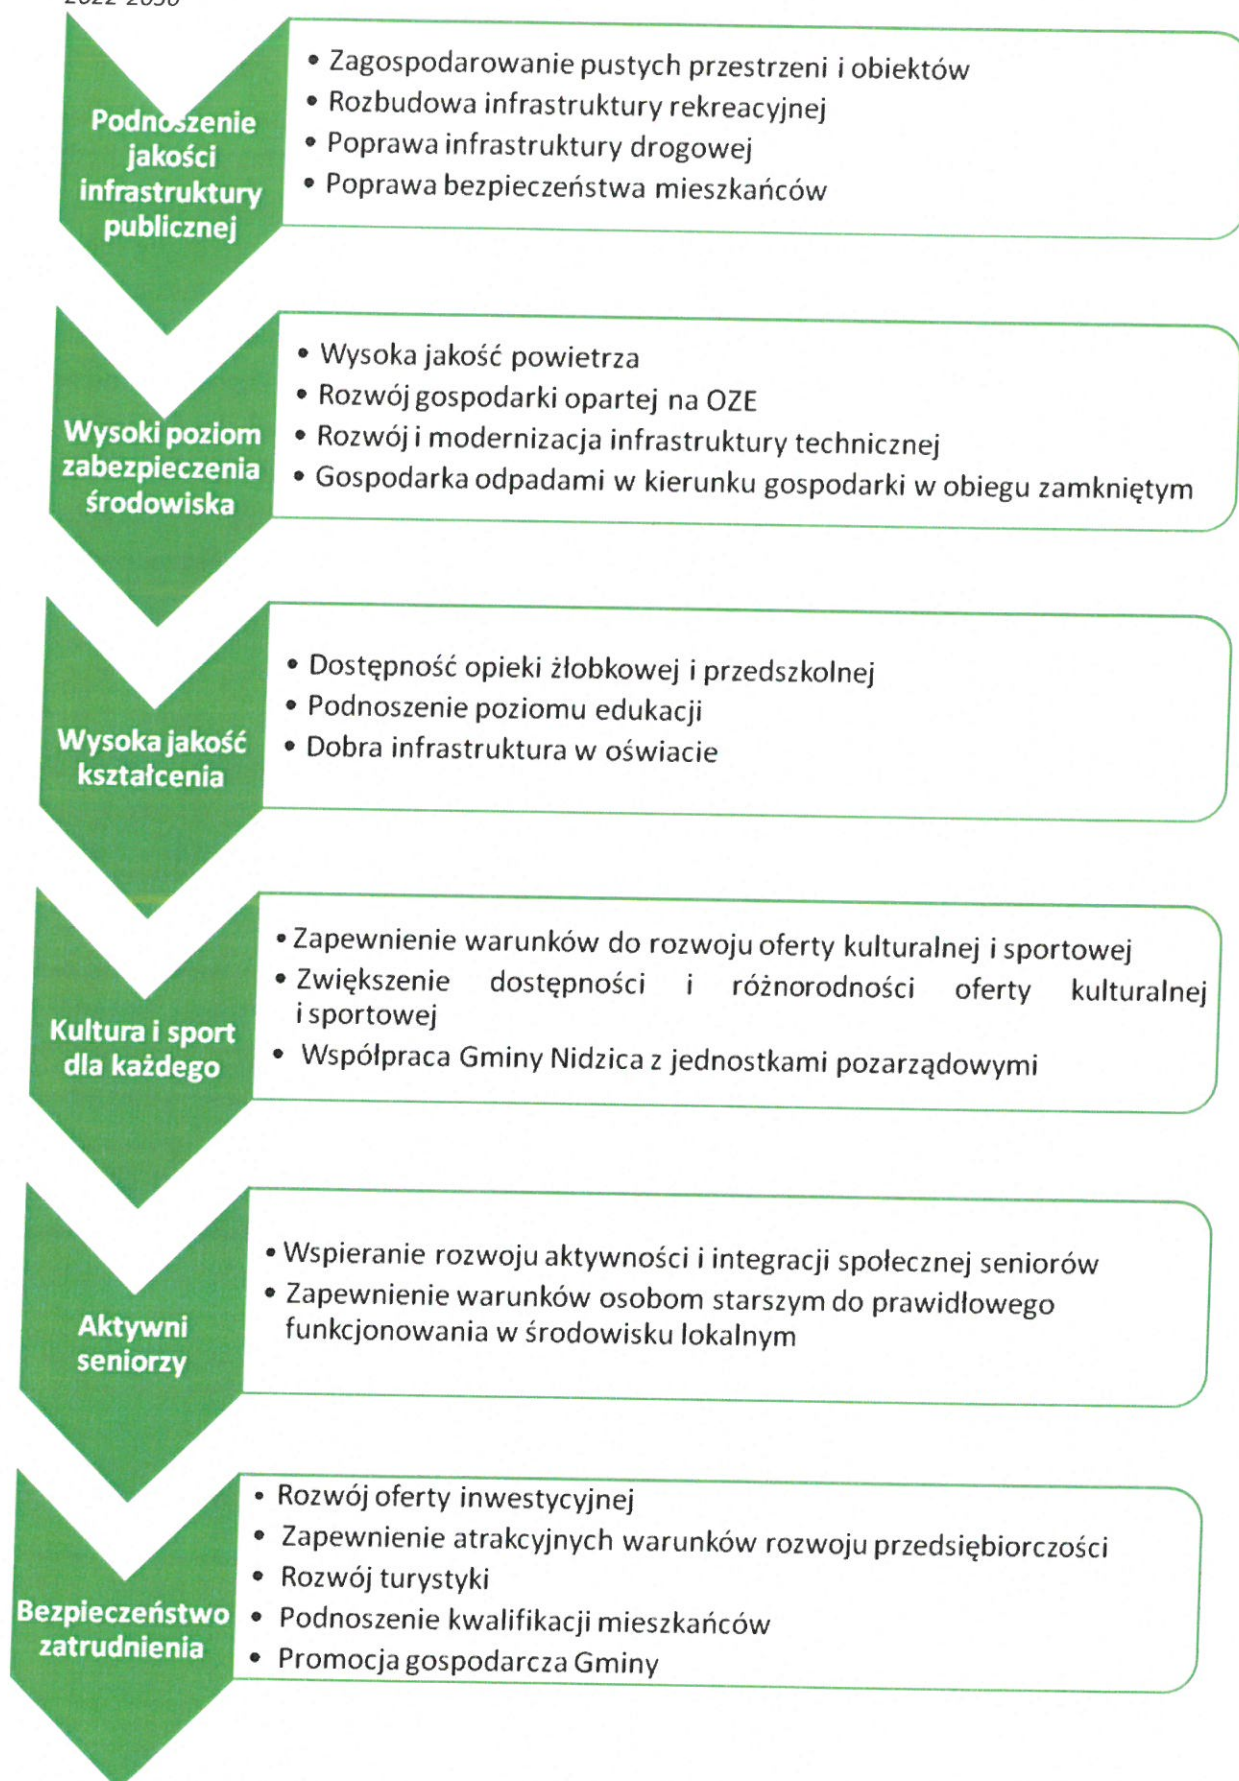 2022-2030
Podnoszenie
jakości
infrastruktury
publicznej
• Zagospodarowanie pustych przestrzeni i obiektów
• Rozbudowa infrastruktury rekreacyjnej
• Poprawa infrastruktury drogowej
• Poprawa bezpieczeństwa mieszkańców
Wysoki poziom
zabezpieczenia
środowiska
• Wysoka jakość powietrza
• Rozwój gospodarki opartej na OZE
• Rozwój i modernizacja infrastruktury technicznej
• Gospodarka odpadami w kierunku gospodarki w obiegu zamkniętym
Wysoka jakość
kształcenia
• Dostępność opieki żłobkowej i przedszkolnej
• Podnoszenie poziomu edukacji
• Dobra infrastruktura w oświacie
Kultura i sport
dla każdego
• Zapewnienie warunków do rozwoju oferty kulturalnej i sportowej
• Zwiększenie dostępności i różnorodności oferty kulturalnej
i sportowej
• Współpraca Gminy Nidzica z jednostkami pozarządowymi
Aktywni
seniorzy
• Wspieranie rozwoju aktywności i integracji społecznej seniorów
• Zapewnienie warunków osobom starszym do prawidłowego
funkcjonowania w środowisku lokalnym
Bezpieczeństwo
zatrudnienia
• Rozwój oferty inwestycyjnej
• Zapewnienie atrakcyjnych warunków rozwoju przedsiębiorczości
• Rozwój turystyki
• Podnoszenie kwalifikacji mieszkańców
• Promocja gospodarcza Gminy